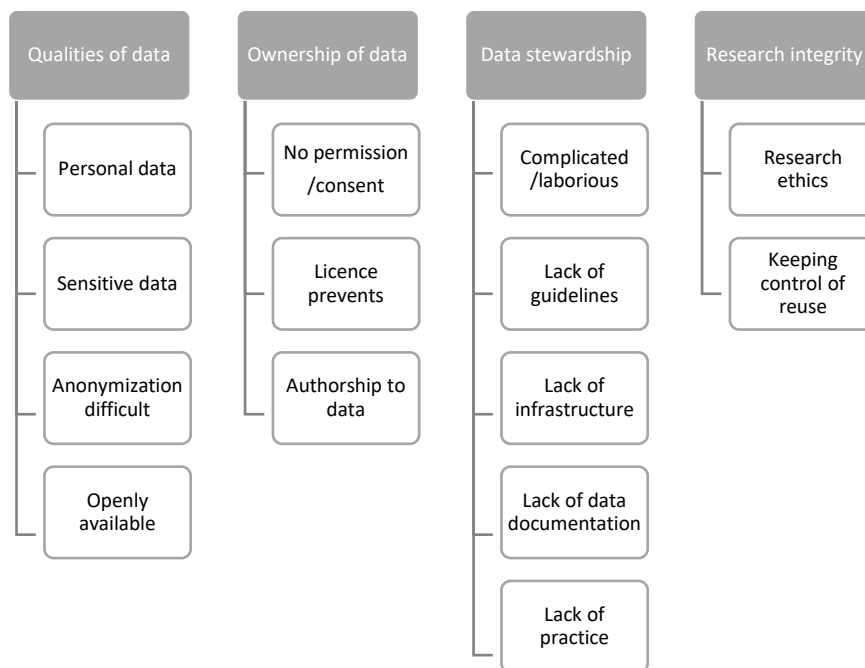 Qualities of data
Personal data
Sensitive data
Anonymization
difficult
Openly
available
Ownership of data
No permission
/consent
Licence
prevents
Authorship to
data
Data stewardship
Complicated
/laborious
Lack of
guidelines
Lack of
infrastructure
Lack of data
documentation
Lack of
practice
Research integrity
Research
ethics
Keeping
control of
reuse